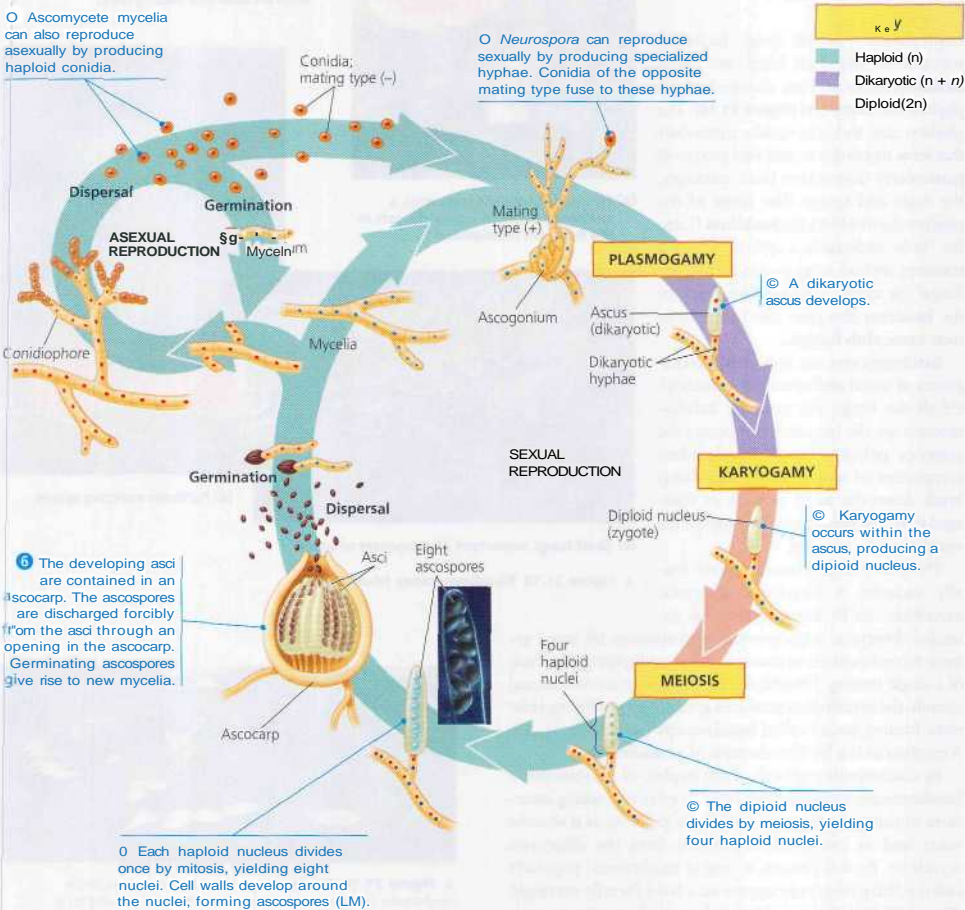 O Ascomycete mycelia
can also reproduce
asexually by producing
haploid conidia.
Conidia;
mating type (–)
O Neurospora can reproduce
sexually by producing specialized
hyphae. Conidia of the opposite
mating type fuse to these hyphae.
K e y
Haploid (n)
Dikaryotic (n + n)
Diploid(2n)
Dispersal
Germination
ASEXUAL
REPRODUCTION
§g- - -
Myceln im
Mating
type (+)
PLASMOGAMY
© A dikaryotic
ascus develops.
Ascogonium
Ascus
(dikaryotic)
Conidiophore
Mycelia
Dikaryotic
hyphae
SEXUAL
REPRODUCTION
KARYOGAMY
Germination
Dispersal
Diploid nucleus
(zygote)
© Karyogamy
occurs within the
ascus, producing a
dipioid nucleus.
Asci
Eight
ascospores
6 The developing asci
are contained in an
ascocarp. The ascospores
are discharged forcibly
fr"om the asci through an
opening in the ascocarp.
Germinating ascospores
give rise to new mycelia.
Four
haploid
nuclei
MEIOSIS
Ascocarp
© The dipioid nucleus
divides by meiosis, yielding
four haploid nuclei.
0 Each haploid nucleus divides
once by mitosis, yielding eight
nuclei. Cell walls develop around
the nuclei, forming ascospores (LM).